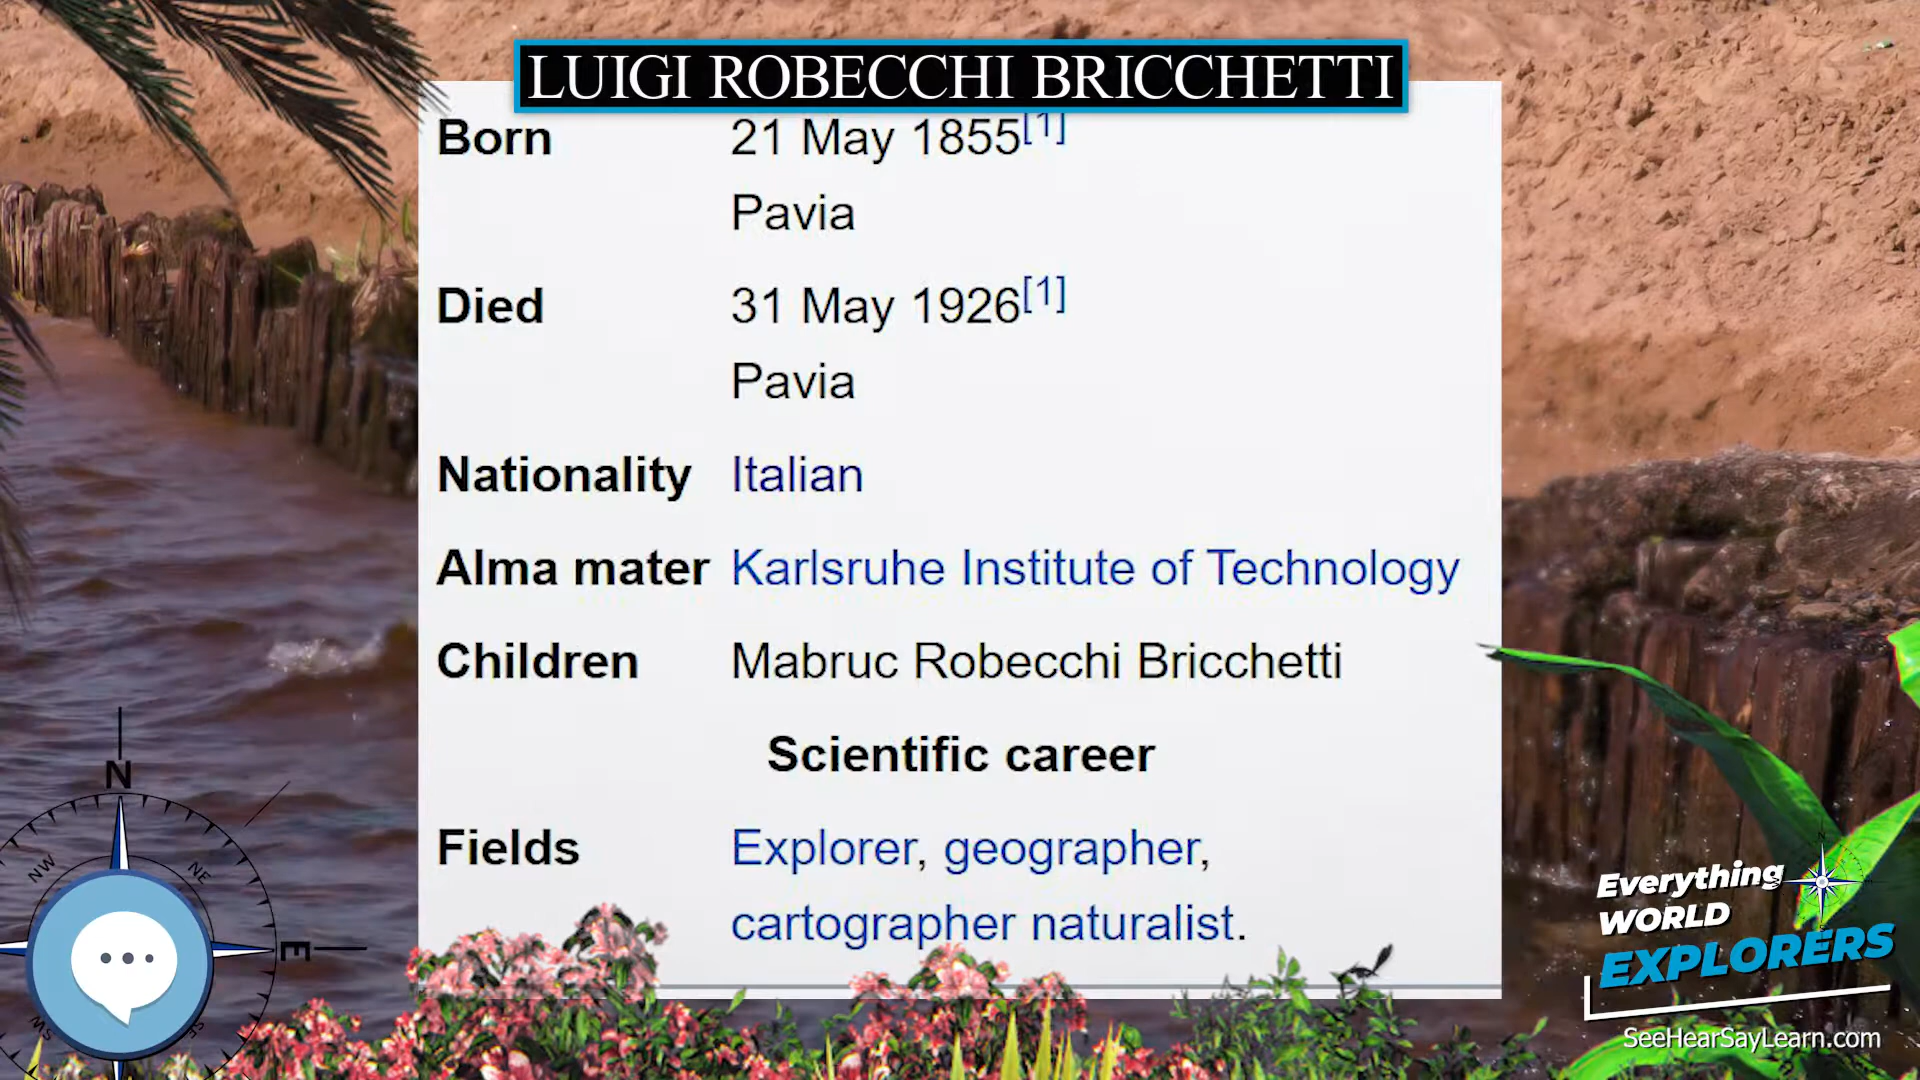 LUIGI ROBECCHI BRICCHETTI
Born 21 May 1855[1]
Pavia
Died 31 May 1926[1]
Pavia
Nationality Italian
Alma mater Karlsruhe Institute of Technology
Children Mabruc Robecchi Bricchetti
Scientific career
Fields Explorer, geographer,
cartographer naturalist.
N
NW NE
E
SW SE
Everything
WORLD
EXPLORERS
SeeHearSayLearn.com